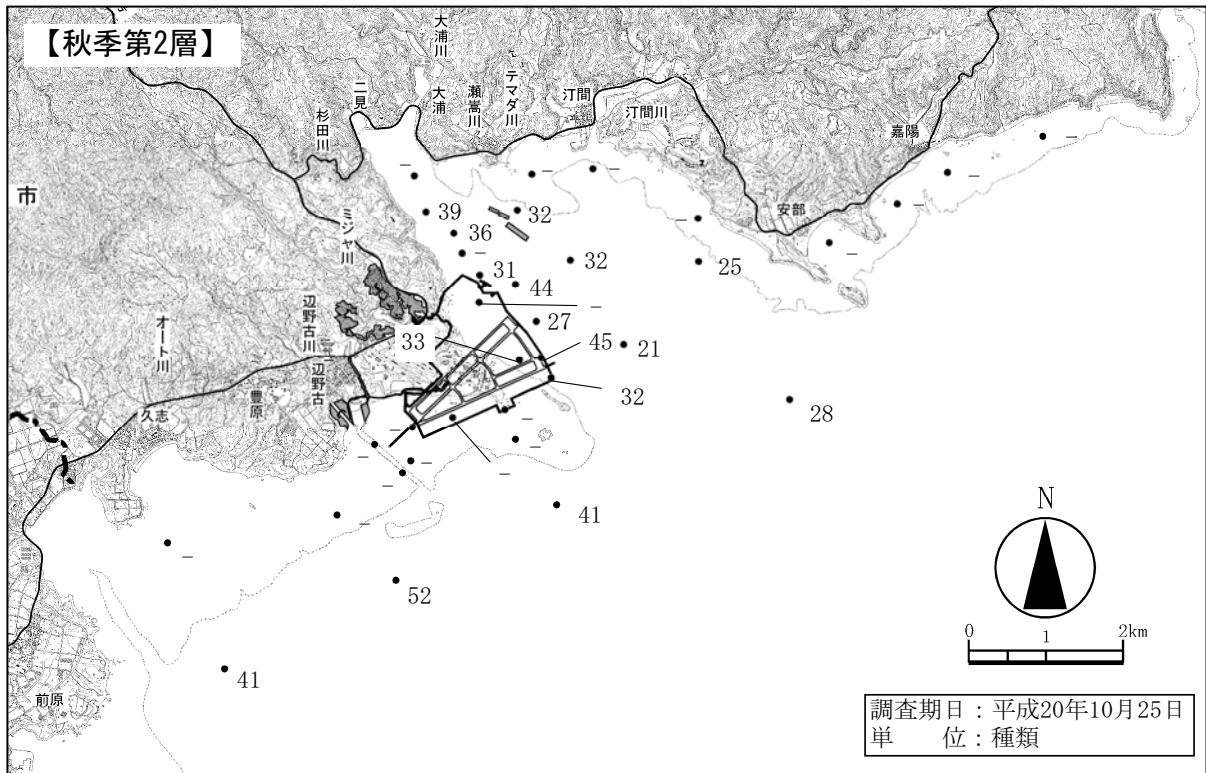 【秋季第2層】
大浦川
大浦
二見
杉田川
瀬嵩川
テマダ川
汀間
汀間川
嘉陽
安部
市
ミジャ川
辺野古川
辺野古
オート川
豊原
久志
前原
—
—
—
—
—
—
—
—
39
32
36
—
32
25
31
44
—
27
33
45
21
32
28
—
—
—
—
—
—
—
—
—
41
52
41
N
0 1 2km
調査期日：平成20年10月25日
単　　位：種類